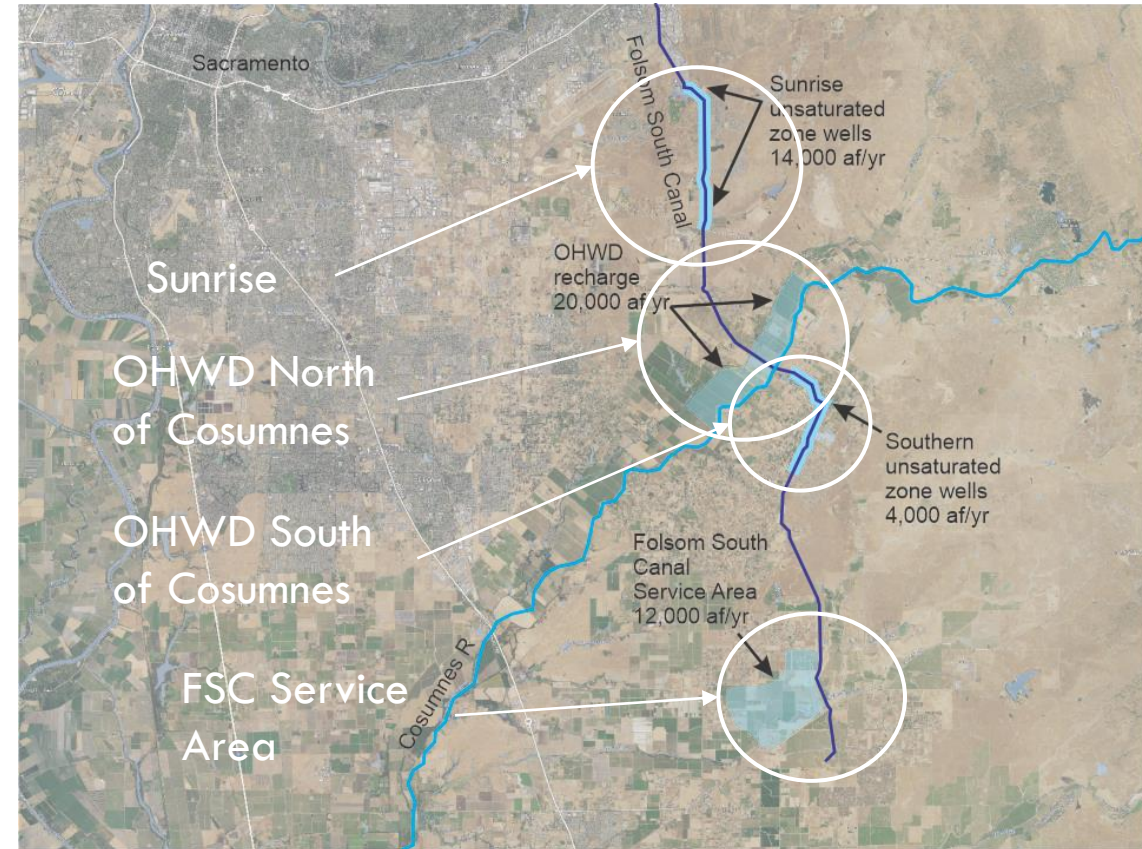 Sacramento
Folsom South Canal
Sunrise
unsaturated
zone wells
14,000 af/yr
OHWD
recharge
20,000 af/yr
Sunrise
OHWD North
of Cosumnes
Southern
unsaturated
zone wells
4,000 af/yr
OHWD South
of Cosumnes
Folsom South
Canal
Service Area
12,000 af/yr
Cosumnes R
FSC Service
Area